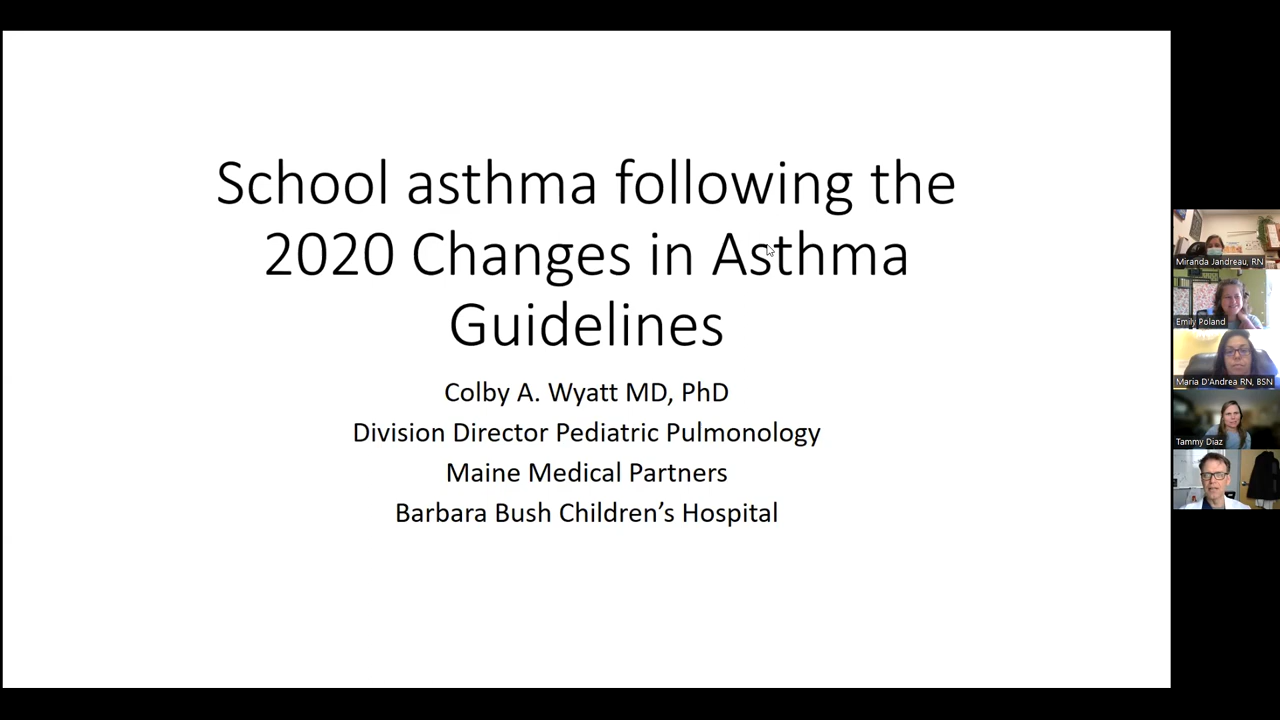 School asthma following the
2020 Changes in Asthma
Guidelines
Colby A. Wyatt MD, PhD
Division Director Pediatric Pulmonology
Maine Medical Partners
Barbara Bush Children’s Hospital
Miranda Jandreau, RN
Emily Poland
Maria D'Andrea RN, BSN
Tammy Diaz